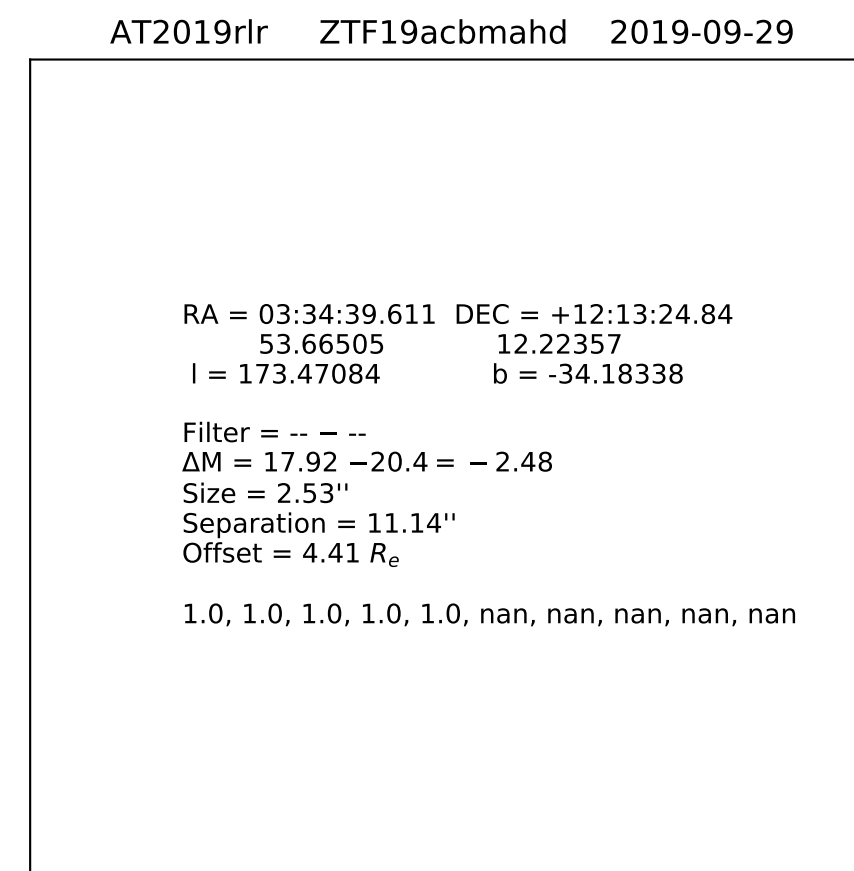 AT2019rlr ZTF19acbmahd 2019-09-29
RA = 03:34:39.611 DEC = +12:13:24.84
53.66505 12.22357
l = 173.47084 b = -34.18338
Filter = -- − --
ΔM = 17.92 −20.4 = − 2.48
Size = 2.53''
Separation = 11.14''
Offset = 4.41 Re
1.0, 1.0, 1.0, 1.0, 1.0, nan, nan, nan, nan, nan